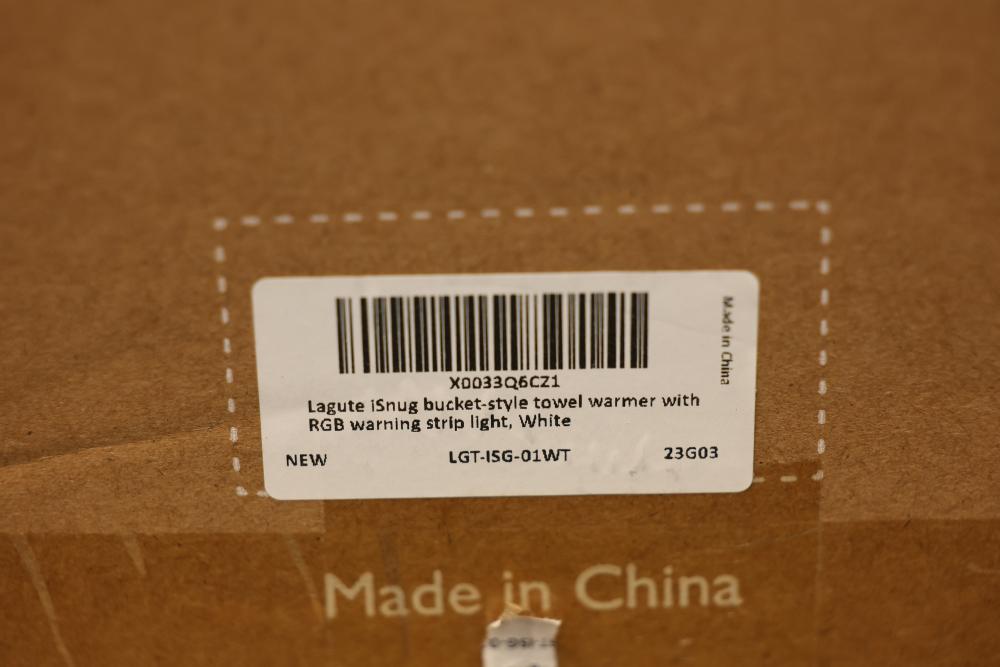 Made in China
X0033Q6CZ1
Lagute iSnug bucket-style towel warmer with
RGB warning strip light, White
NEW LGT-ISG-01WT 23G03
Made in China